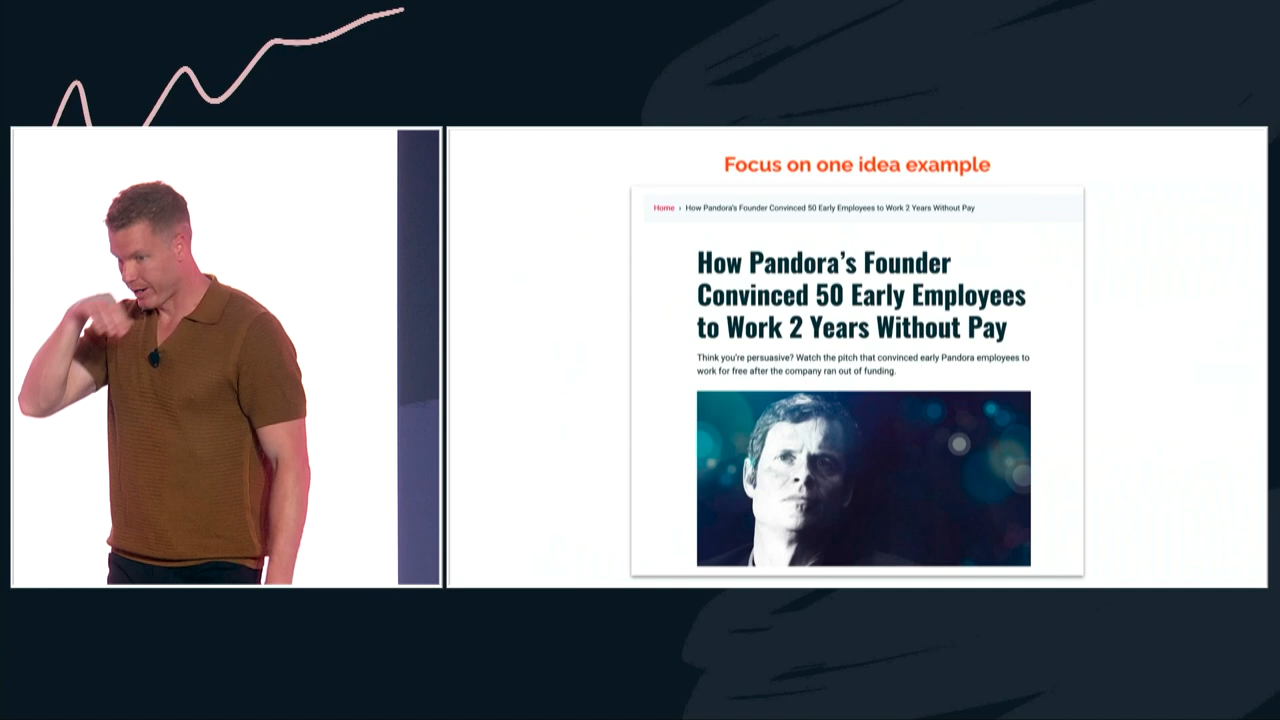 Focus on one idea example
Home › How Pandora's Founder Convinced 50 Early Employees to Work 2 Years Without Pay
How Pandora's Founder
Convinced 50 Early Employees
to Work 2 Years Without Pay
Think you're persuasive? Watch the pitch that convinced early Pandora employees to
work for free after the company ran out of funding.